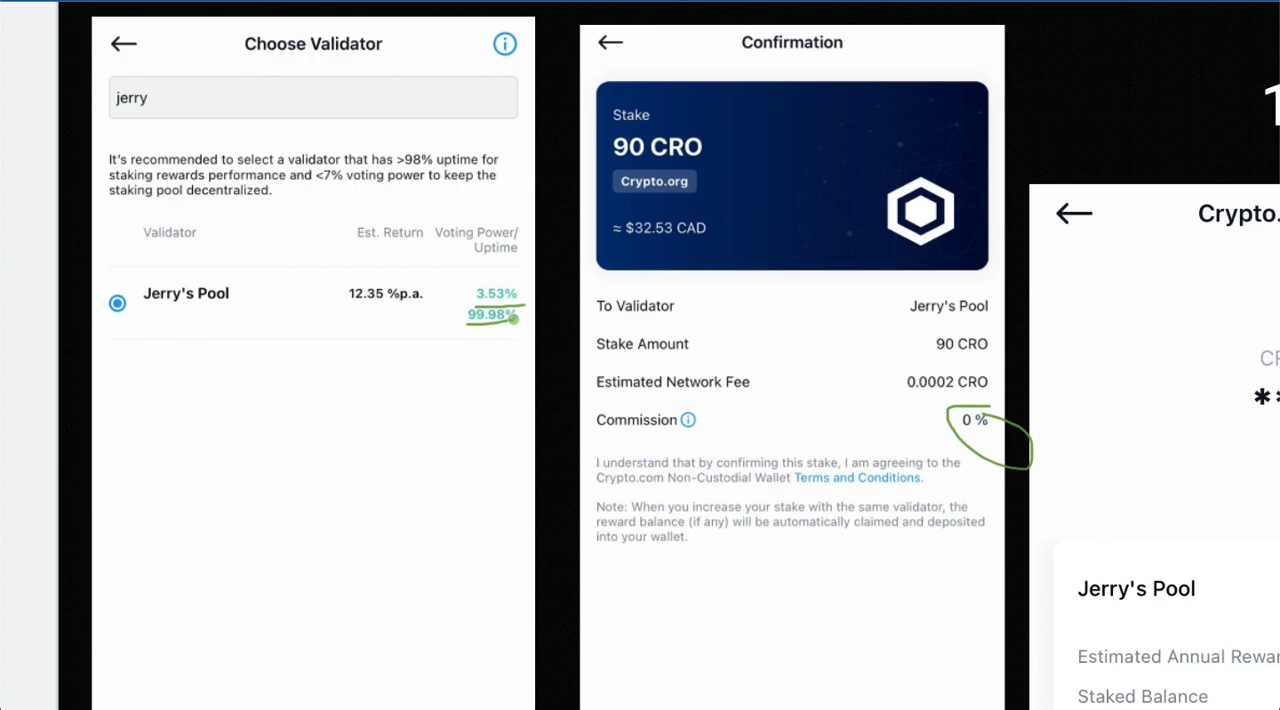 Choose Validator
jerry
It's recommended to select a validator that has >98% uptime for
staking rewards performance and <7% voting power to keep the
staking pool decentralized.
Validator Est. Return Voting Power/
Uptime
Jerry's Pool 12.35 %p.a. 3.53%
99.98%
Confirmation
Stake
90 CRO
Crypto.org
≈ $32.53 CAD
To Validator Jerry's Pool
Stake Amount 90 CRO
Estimated Network Fee 0.0002 CRO
Commission 0 %
I understand that by confirming this stake, I am agreeing to the
Crypto.com Non-Custodial Wallet Terms and Conditions.
Note: When you increase your stake with the same validator, the
reward balance (if any) will be automatically claimed and deposited
into your wallet.
1
Crypto.
Jerry's Pool
Estimated Annual
Staked Balance